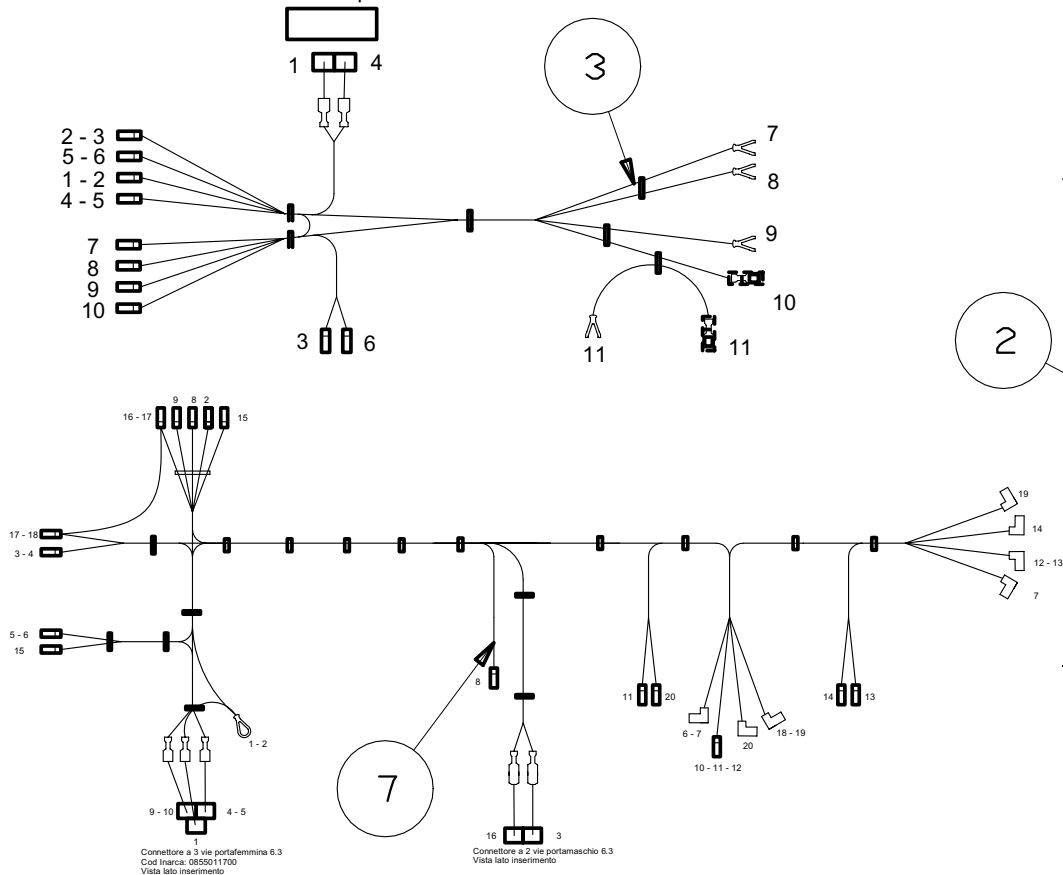 1 4
3
2 - 3
5 - 6
1 - 2
4 - 5
7
8
9
10
7
8
9
10
3 6
11 11
2
16 - 17 9 8 2 15
17 - 18
3 - 4
19
14
12 - 13
7
5 - 6
15
8
11 20
14 13
6 - 7 20 18 - 19
10 - 11 - 12
1 - 2
7
9 - 10 4 - 5
1
16 3
Connettore a 3 vie portafemmina 6.3
Cod Inarca: 0855011700
Vista lato inserimento
Connettore a 2 vie portamaschio 6.3
Vista lato inserimento